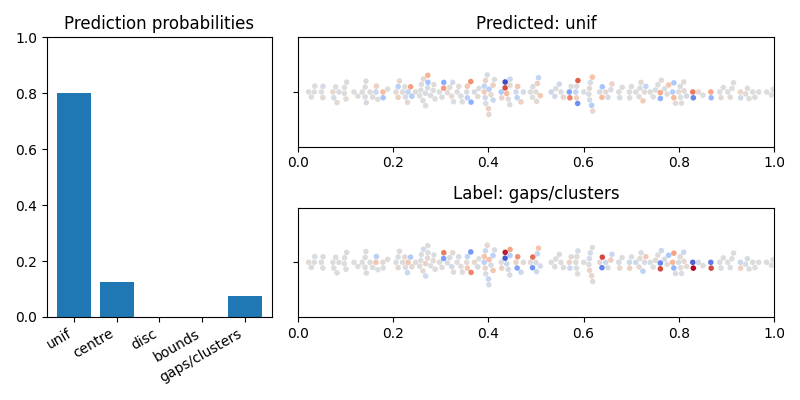 Prediction probabilities
1.0
0.8
0.6
0.4
0.2
0.0
unif
centre
disc
bounds
gaps/clusters
Predicted: unif
0.0 0.2 0.4 0.6 0.8 1.0
Label: gaps/clusters
0.0 0.2 0.4 0.6 0.8 1.0